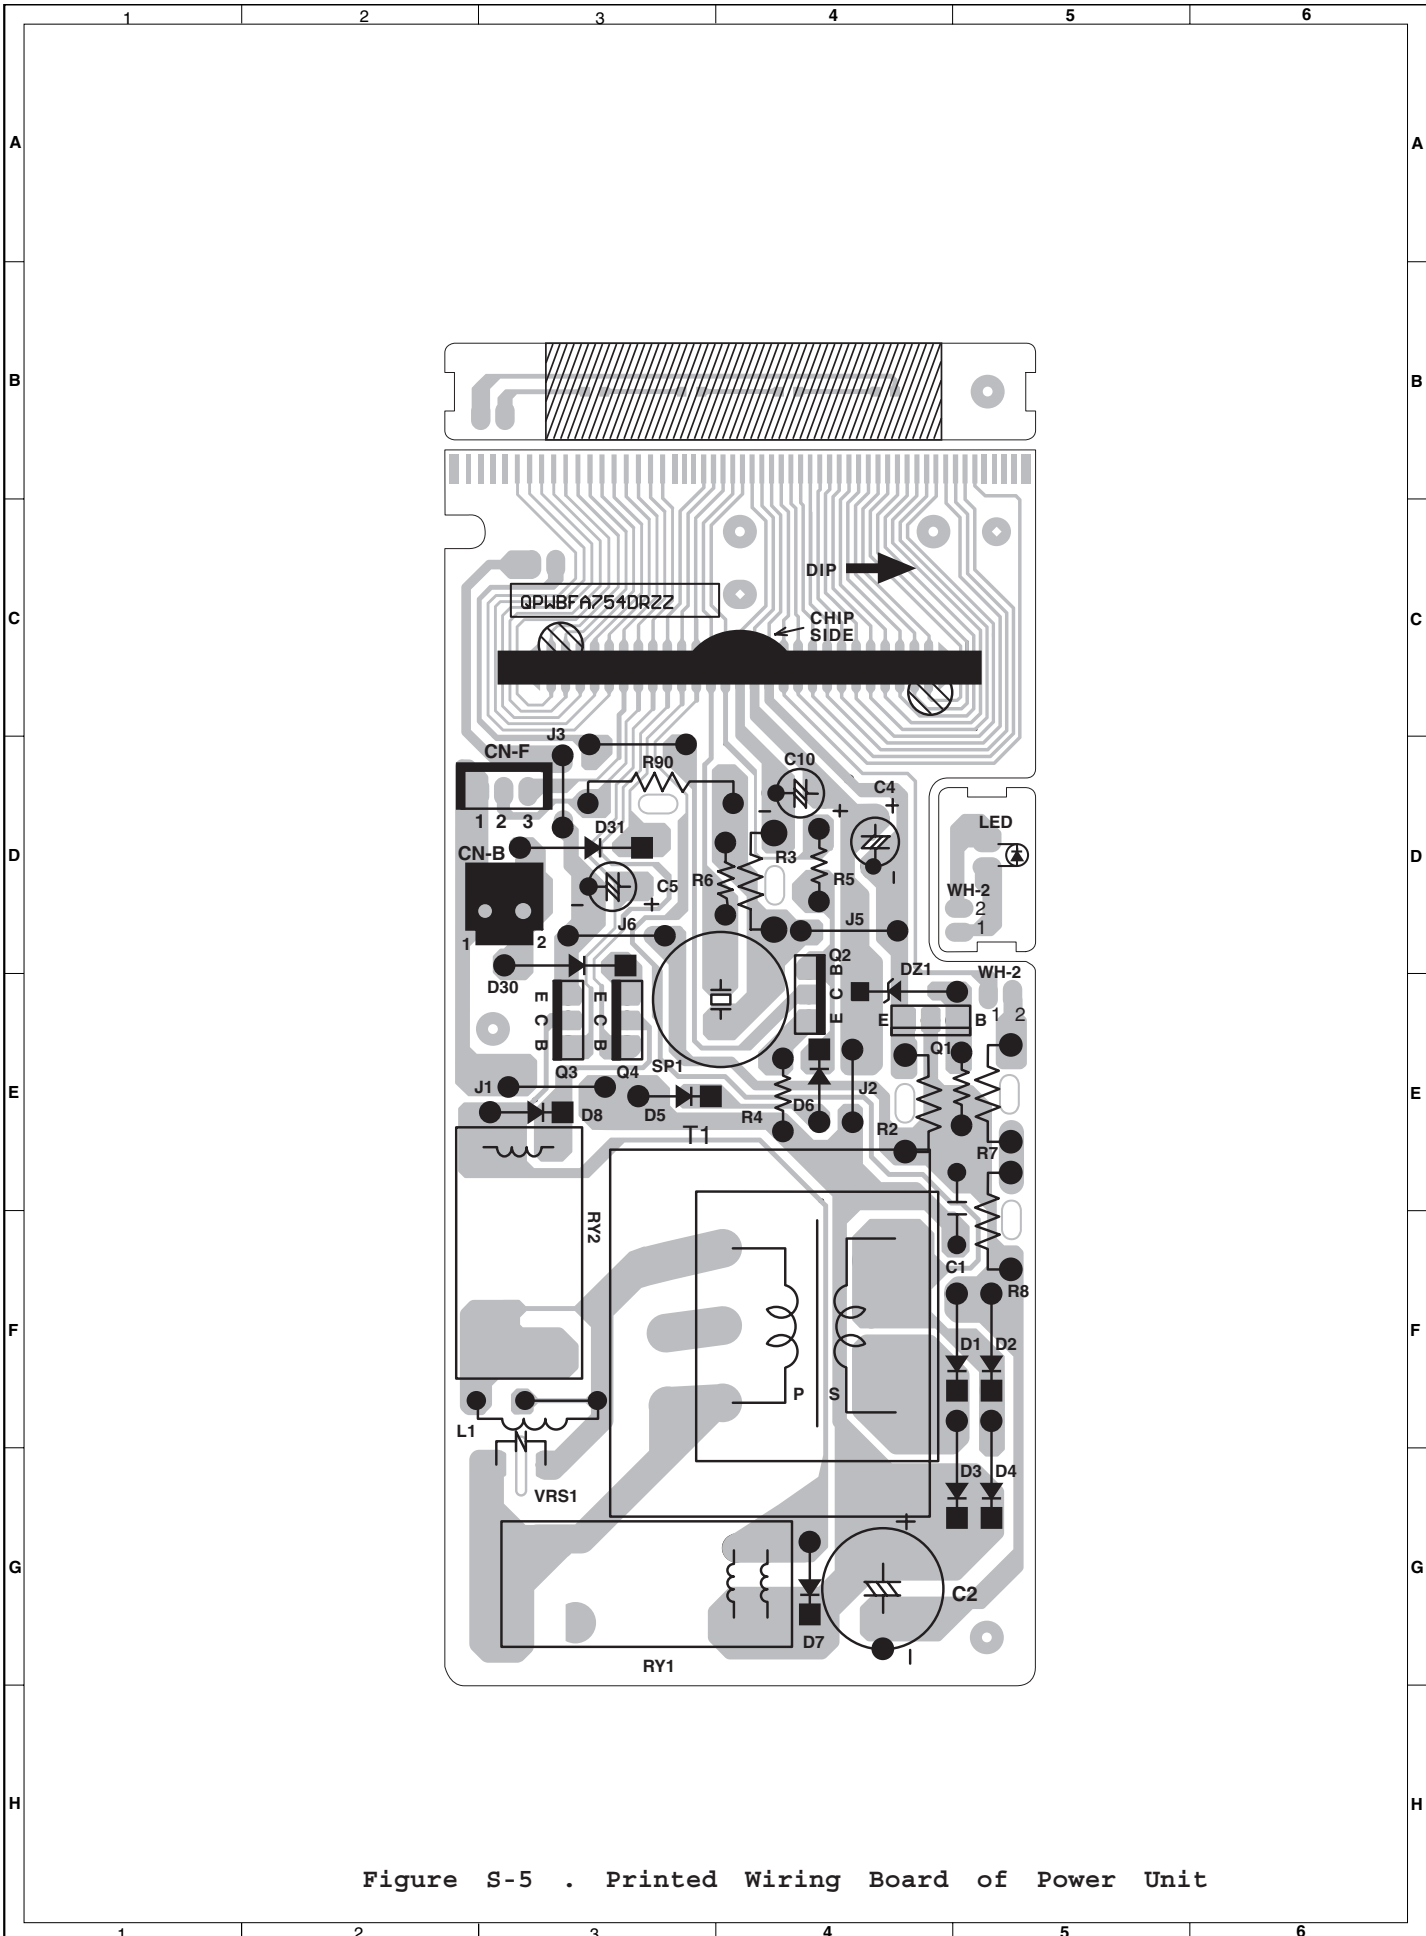 1 2 3 4 5 6
A A
B B
DIP
QPWBFA754DRZZ
C C
CHIP
SIDE
J3
CN-F C10
R90
C4
1 2 3 + LED
D31
D D
CN-B R3
R6 R5
C5 WH-2
2
J6 J5 1
1 2
Q2
D30 DZ1 WH-2
E C B E C B B C E
E B 1 2
Q1
Q3 Q4 SP1
J1 J2
E E
D8 D5 R4 D6
R2
T1
R7
RY2
C1
R8
F F
D1 D2
P S
L1
D3 D4
VRS1
+
G G
C2
D7
RY1
H H
Figure S-5 . Printed Wiring Board of Power Unit
1 2 3 4 5 6